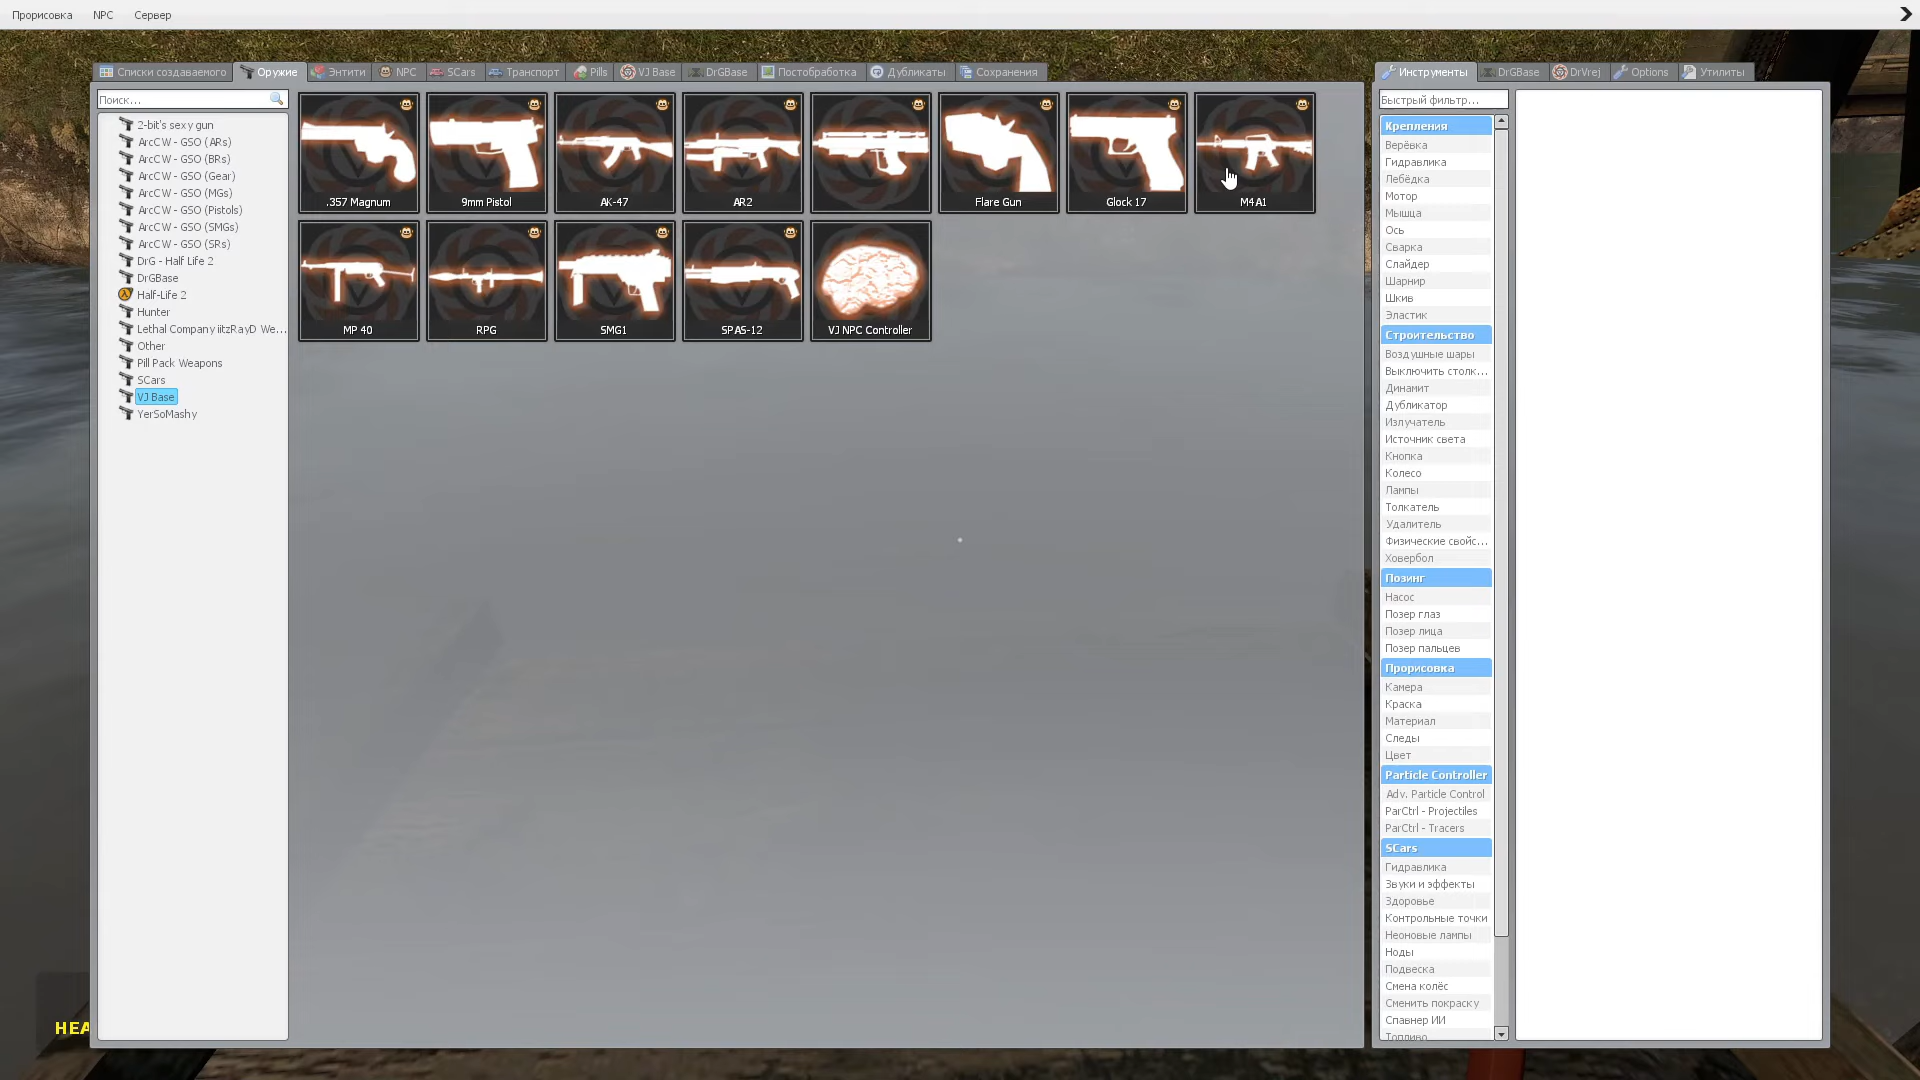 Прорисовка NPC Сервер
Списки создаваемого Оружие Энтити NPC SCars Транспорт Pills VJ Base DrGBase Постобработка Дубликаты Сохранения
Инструменты DrGBase DrVrej Options Утилиты
Поиск...
2-bit's sexy gun
ArcCW - GSO (ARs)
ArcCW - GSO (BRs)
ArcCW - GSO (Gear)
ArcCW - GSO (MGs)
ArcCW - GSO (Pistols)
ArcCW - GSO (SMGs)
ArcCW - GSO (SRs)
DrG - Half Life 2
DrGBase
Half-Life 2
Hunter
Lethal Company iitzRayD We...
Other
Pill Pack Weapons
SCars
VJ Base
YerSoMashy
.357 Magnum 9mm Pistol AK-47 AR2 Flare Gun Glock 17 M4A1
MP 40 RPG SMG1 SPAS-12 VJ NPC Controller
Быстрый фильтр...
Крепления
Верёвка
Гидравлика
Лебёдка
Мотор
Мышца
Ось
Сварка
Слайдер
Шарнир
Шкив
Эластик
Строительство
Воздушные шары
Выключить столк...
Динамит
Дубликатор
Излучатель
Источник света
Кнопка
Колесо
Лампы
Толкатель
Удалитель
Физические свойс...
Ховербол
Позинг
Насос
Позер глаз
Позер лица
Позер пальцев
Прорисовка
Камера
Краска
Материал
Следы
Цвет
Particle Controller
Adv. Particle Control
ParCtrl - Projectiles
ParCtrl - Tracers
SCars
Гидравлика
Звуки и эффекты
Здоровье
Контрольные точки
Неоновые лампы
Ноды
Подвеска
Смена колёс
Сменить покраску
Спавнер ИИ
Топливо
HEA